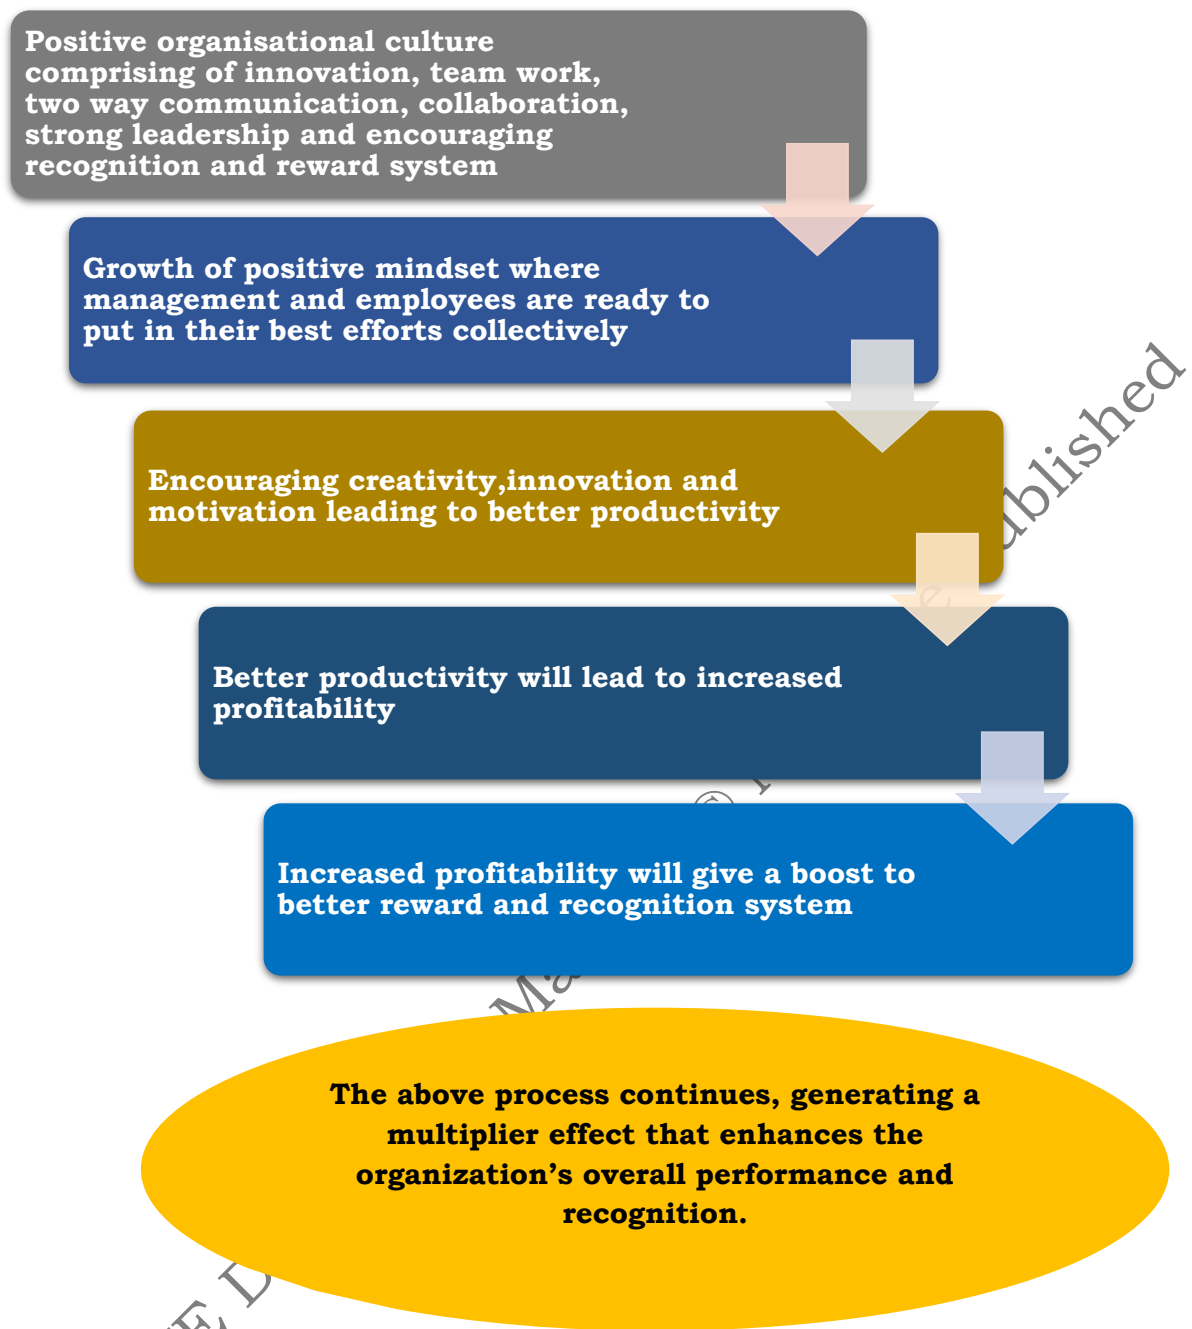 Positive organisational culture
comprising of innovation, team work,
two way communication, collaboration,
strong leadership and encouraging
recognition and reward system
Growth of positive mindset where
management and employees are ready to
put in their best efforts collectively
Encouraging creativity,innovation and
motivation leading to better productivity
Better productivity will lead to increased
profitability
Increased profitability will give a boost to
better reward and recognition system
The above process continues, generating a
multiplier effect that enhances the
organization's overall performance and
recognition.